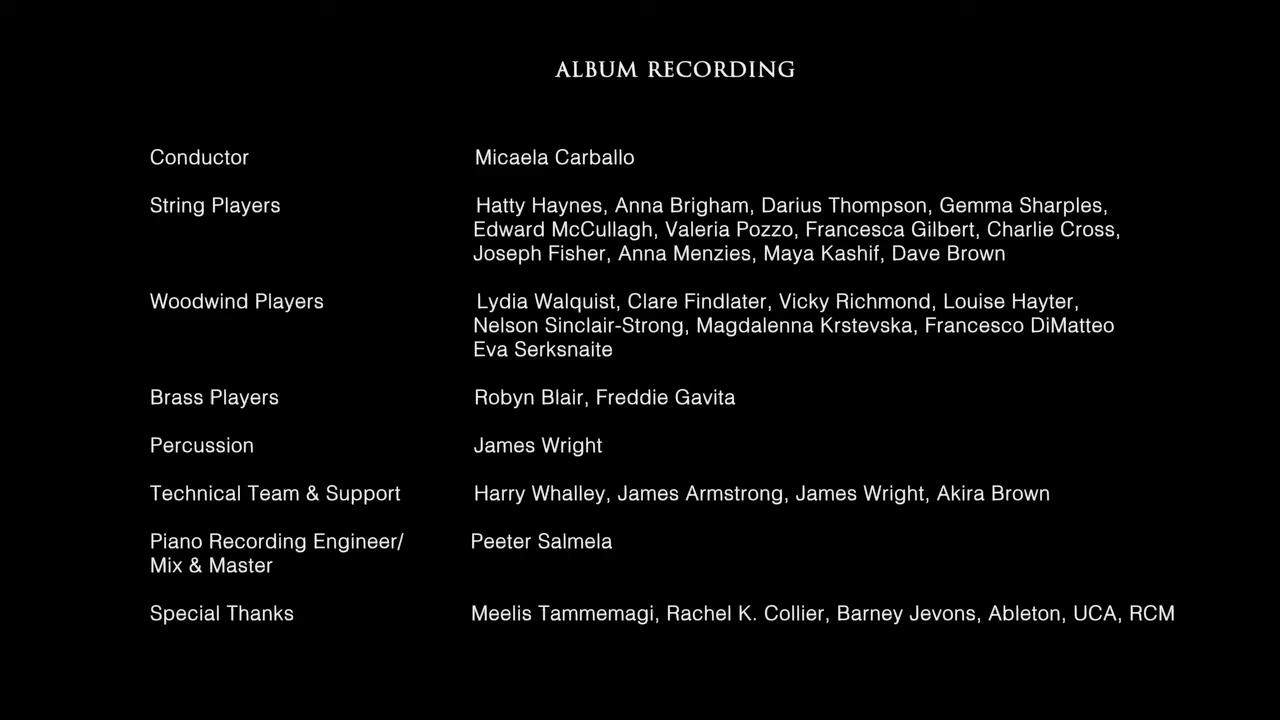 ALBUM RECORDING
Conductor Micaela Carballo
String Players Hatty Haynes, Anna Brigham, Darius Thompson, Gemma Sharples,
Edward McCullagh, Valeria Pozzo, Francesca Gilbert, Charlie Cross,
Joseph Fisher, Anna Menzies, Maya Kashif, Dave Brown
Woodwind Players Lydia Walquist, Clare Findlater, Vicky Richmond, Louise Hayter,
Nelson Sinclair-Strong, Magdalenna Krstevska, Francesco DiMatteo
Eva Serksnaite
Brass Players Robyn Blair, Freddie Gavita
Percussion James Wright
Technical Team & Support Harry Whalley, James Armstrong, James Wright, Akira Brown
Piano Recording Engineer/ Peeter Salmela
Mix & Master
Special Thanks Meelis Tammemagi, Rachel K. Collier, Barney Jevons, Ableton, UCA, RCM